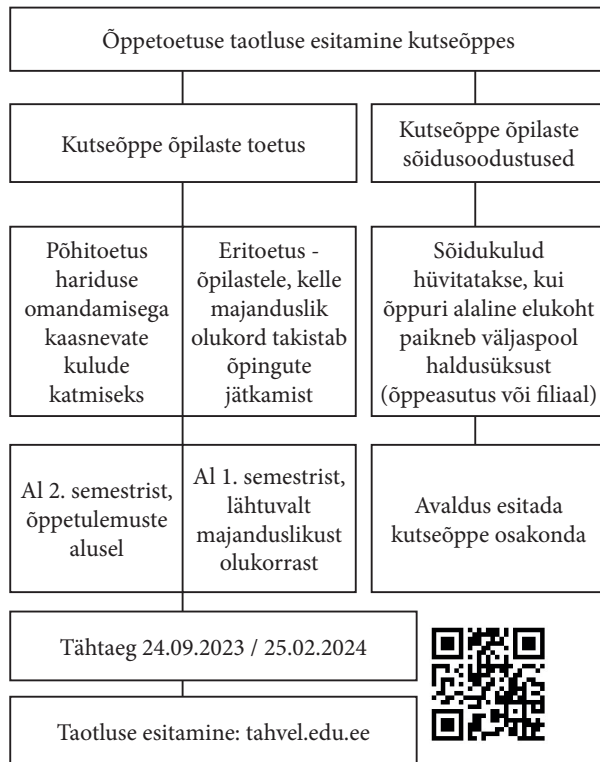 Õppetoetuse taotluse esitamine kutseõppes
Kutseõppe õpilaste toetus
Kutseõppe õpilaste
sõidusoodustused
Põhitoetus
hariduse
omandamisega
kaasnevate
kulude
katmiseks
Eritoetus -
õpilastele, kelle
majanduslik
olukord takistab
õpingute
jätkamist
Sõidukulud
hüvitatakse, kui
õppuri alaline elukoht
paikneb väljaspool
haldusüksust
(õppeasutus või filiaal)
Al 2. semestrist,
õppetulemuste
alusel
Al 1. semestrist,
lähtuvalt
majanduslikust
olukorrast
Avaldus esitada
kutseõppe osakonda
Tähtaeg 24.09.2023 / 25.02.2024
Taotluse esitamine: tahvel.edu.ee